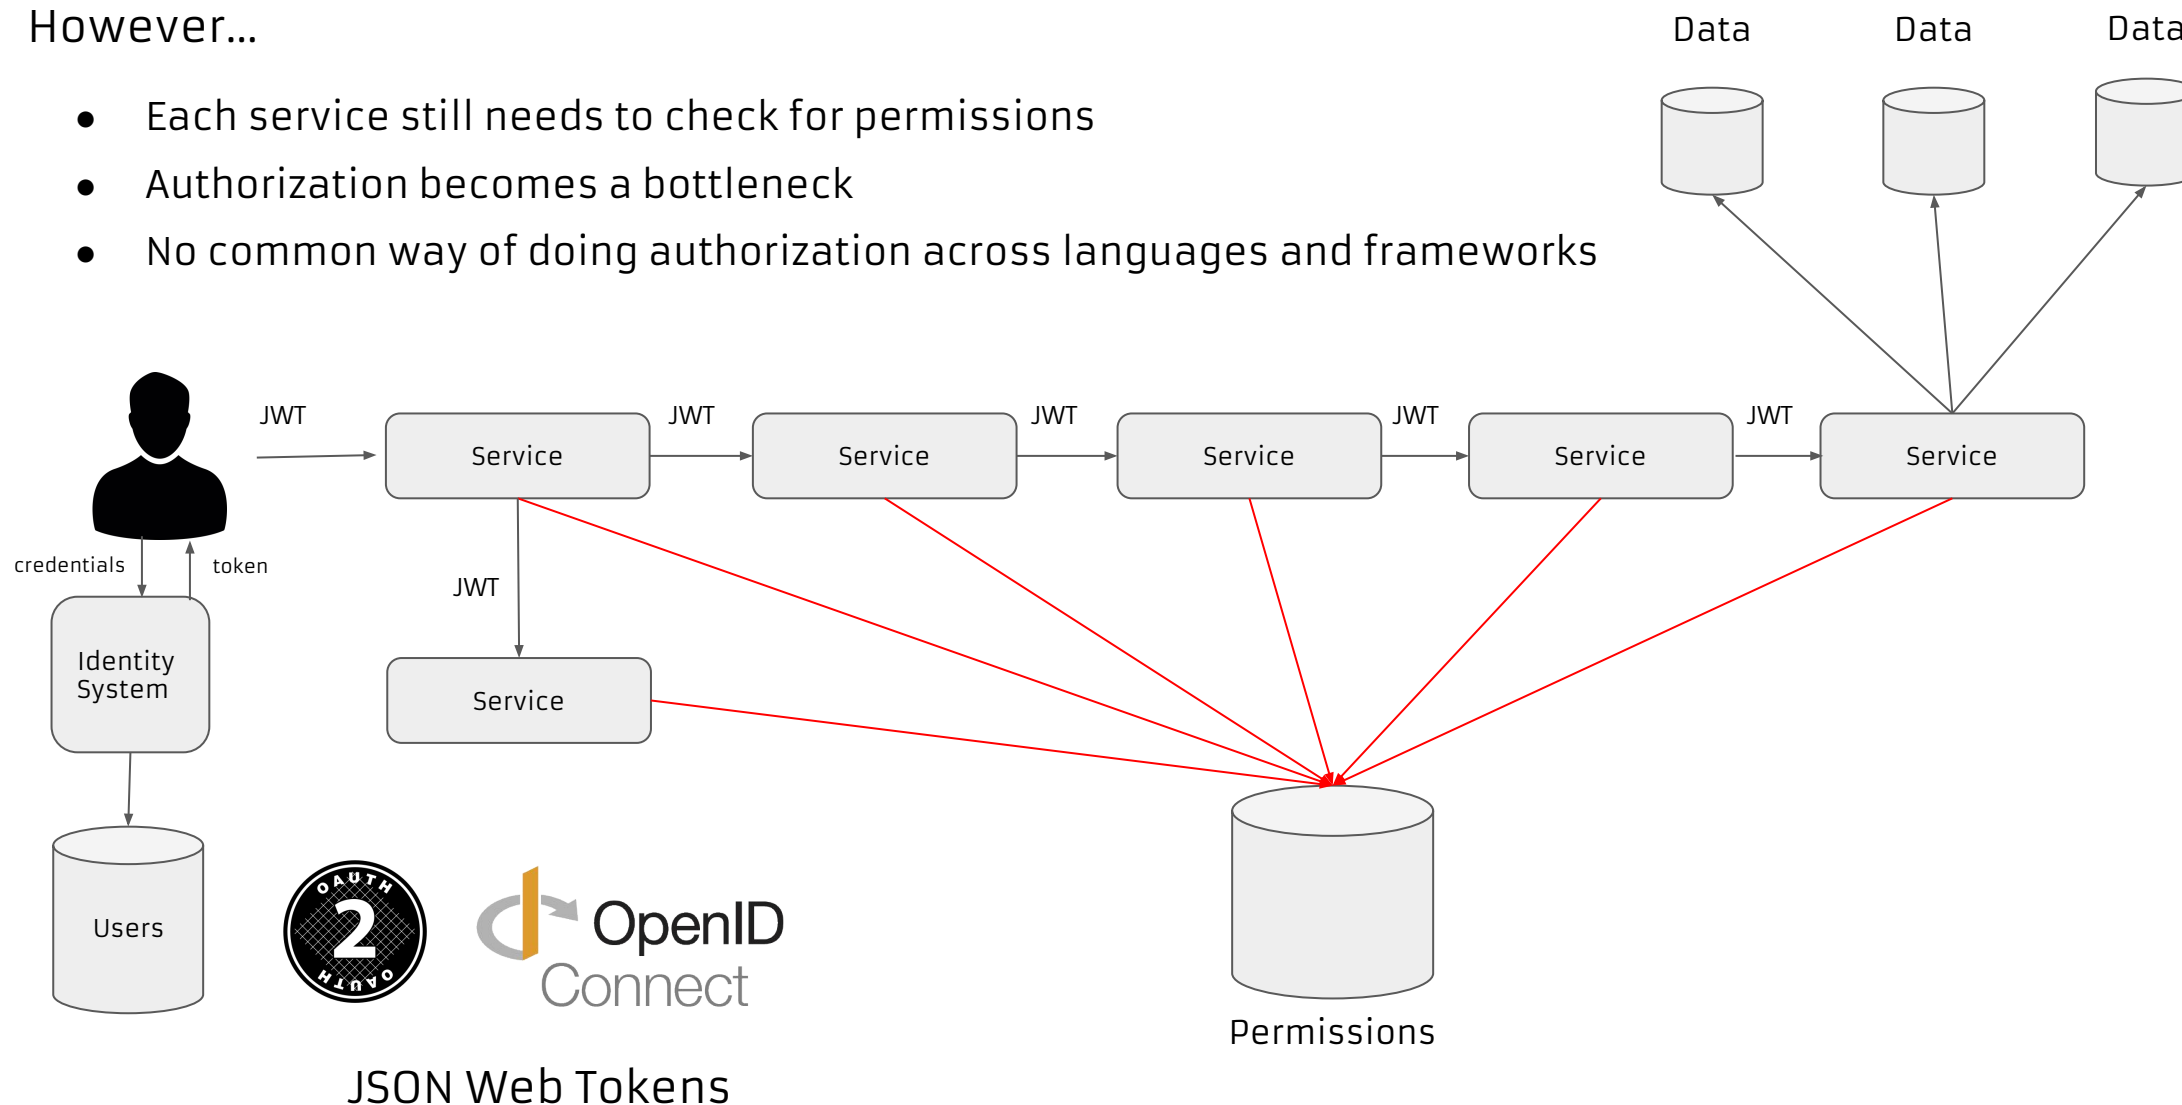 However...
Data
Data
Data
● Each service still needs to check for permissions
● Authorization becomes a bottleneck
● No common way of doing authorization across languages and frameworks
JWT
JWT
JWT
JWT
JWT
Service
Service
Service
Service
Service
credentials
token
JWT
Identity
System
Service
Users
OAUTH
2
OAUTH
OpenID
Connect
Permissions
JSON Web Tokens